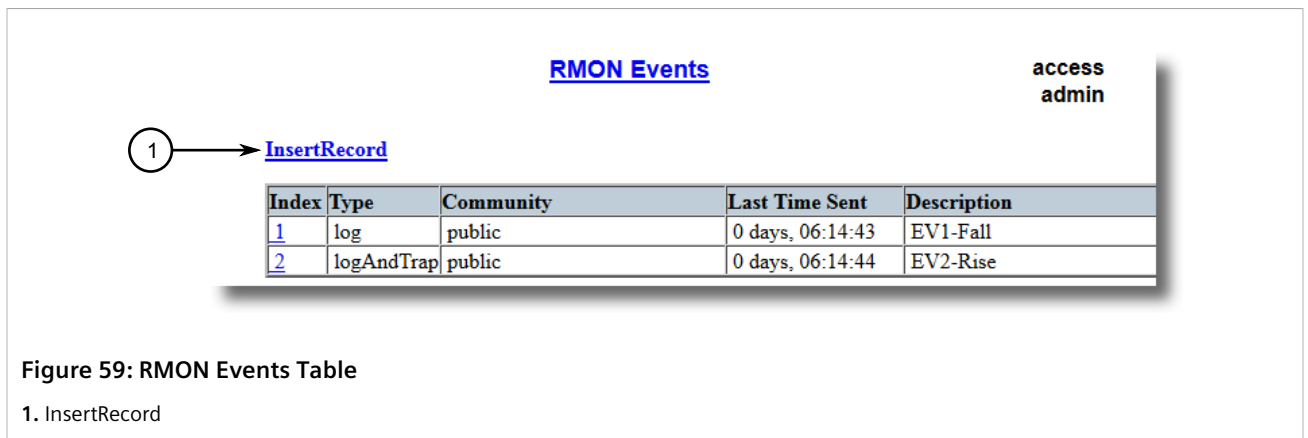 RMON Events
access
admin
1
InsertRecord
Index Type Community Last Time Sent Description
1 log public 0 days, 06:14:43 EV1-Fall
2 logAndTrap public 0 days, 06:14:44 EV2-Rise
Figure 59: RMON Events Table
1. InsertRecord